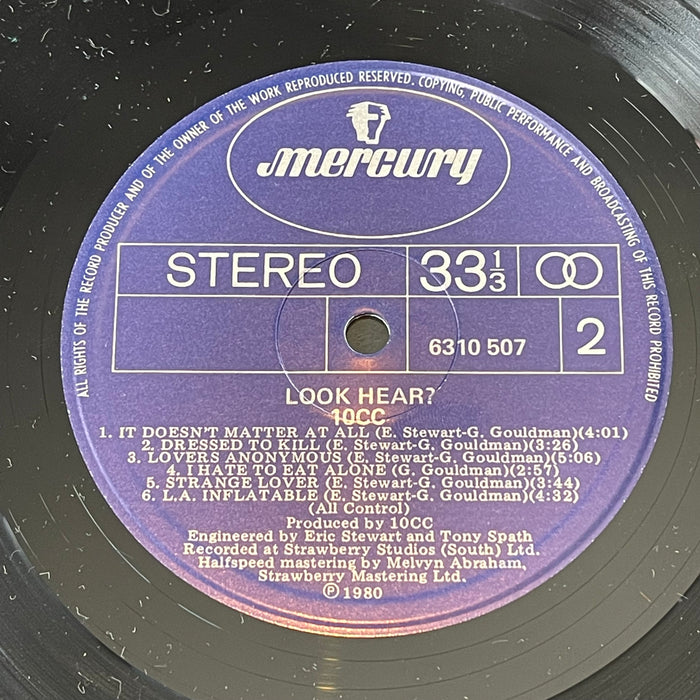 ALL RIGHTS OF THE RECORD PRODUCER AND OF THE OWNER OF THE WORK REPRODUCED RESERVED. COPYING, PUBLIC PERFORMANCE AND BROADCASTING OF THIS RECORD PROHIBITED
mercury
STEREO 33 1/3
6310 507 2
LOOK HEAR?
10CC
1. IT DOESN'T MATTER AT ALL (E. Stewart-G. Gouldman)(4:01)
2. DRESSED TO KILL (E. Stewart-G. Gouldman)(3:26)
3. LOVERS ANONYMOUS (E. Stewart-G. Gouldman)(5:06)
4. I HATE TO EAT ALONE (G. Gouldman)(2:57)
5. STRANGE LOVER (E. Stewart-G. Gouldman)(3:44)
6. L.A. INFLATABLE (E. Stewart-G. Gouldman)(4:32)
(All Control)
Produced by 10CC
Engineered by Eric Stewart and Tony Spath
Recorded at Strawberry Studios (South) Ltd.
Halfspeed mastering by Melvyn Abraham,
Strawberry Mastering Ltd.
℗ 1980